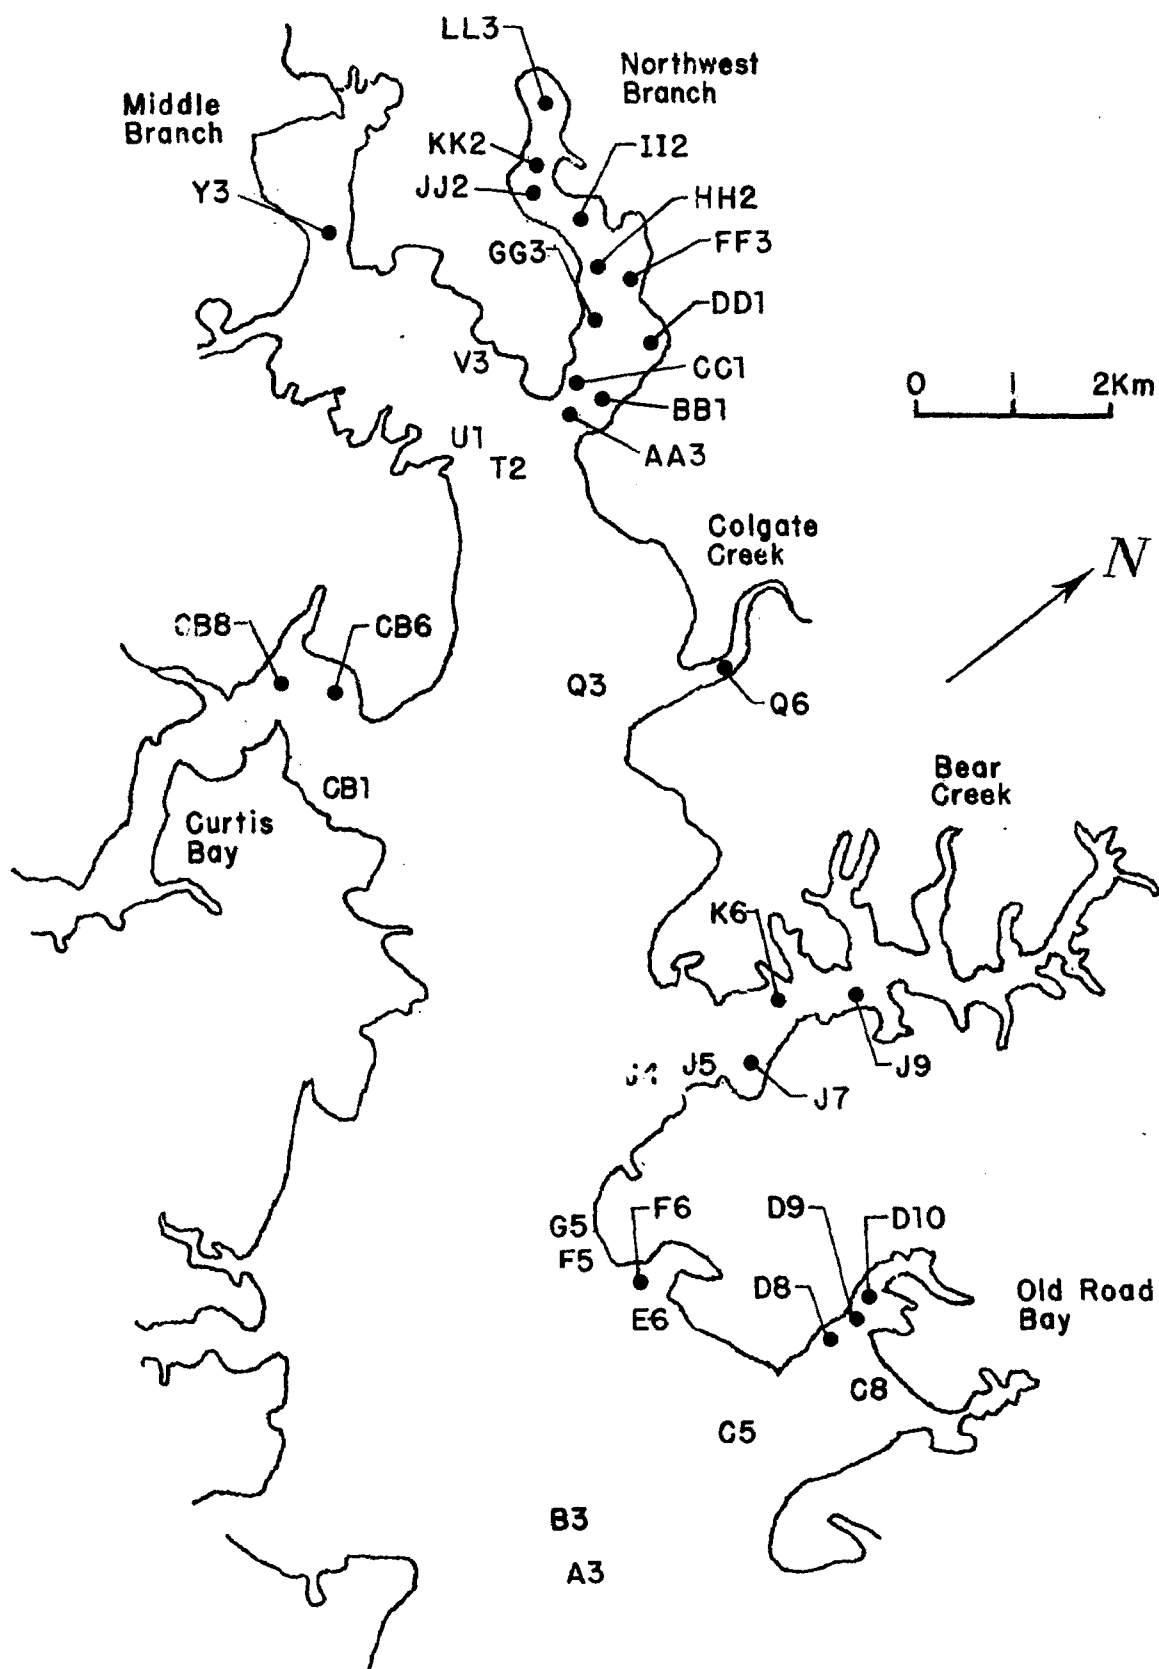 LL3
Northwest
Branch
Middle
Branch
KK2
II2
JJ2
Y3
HH2
GG3
FF3
DD1
V3
CC1
0 1 2Km
BB1
U1
AA3
T2
Colgate
Creek
N
CB8
CB6
Q3
Q6
Bear
Creek
CB1
Curtis
Bay
K6
J4
J5
J9
J7
G5
F6
D9
D10
F5
D8
Old Road
Bay
E6
C8
C5
B3
A3